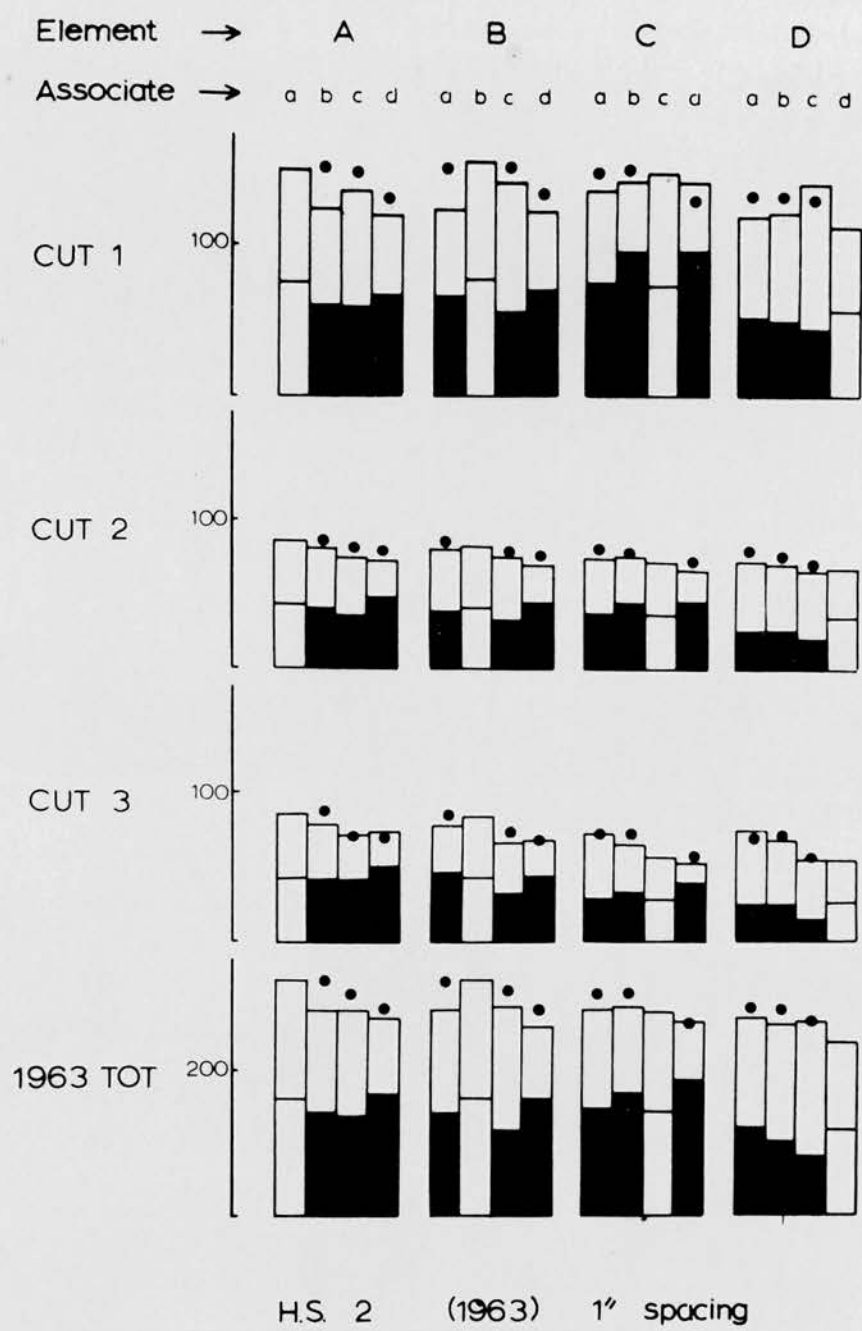 Element → A B C D
Associate → a b c d a b c d a b c d a b c d
CUT 1
100
CUT 2
100
CUT 3
100
1963 TOT
200
H.S. 2 (1963) 1" spacing